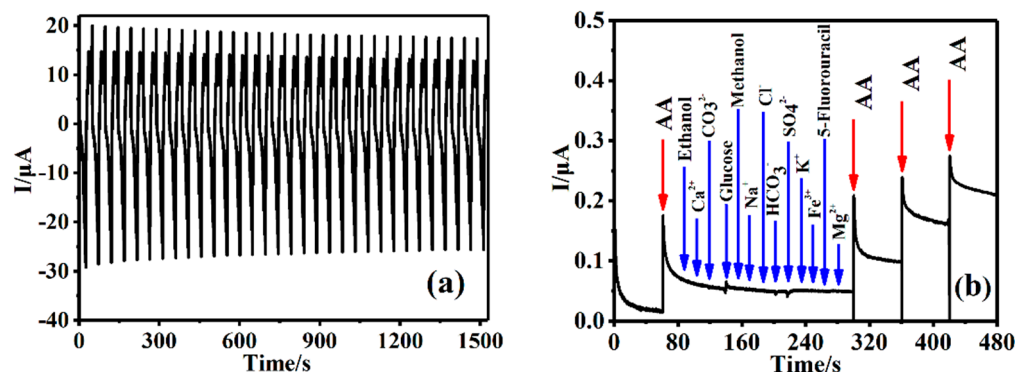 20
10
0
-10
-20
-30
-40
I/μA
0
300
600
900
1200
1500
Time/s
(a)
0.5
0.4
0.3
0.2
0.1
0.0
I/μA
AA
Ethanol
Ca²⁺
CO₃²⁻
Glucose
Methanol
Na⁺
Cl⁻
HCO₃⁻
SO4²⁻
K⁺
Fe³⁺
5-Fluorouracil
Mg²⁺
AA
AA
AA
0
80
160
240
320
400
480
Time/s
(b)